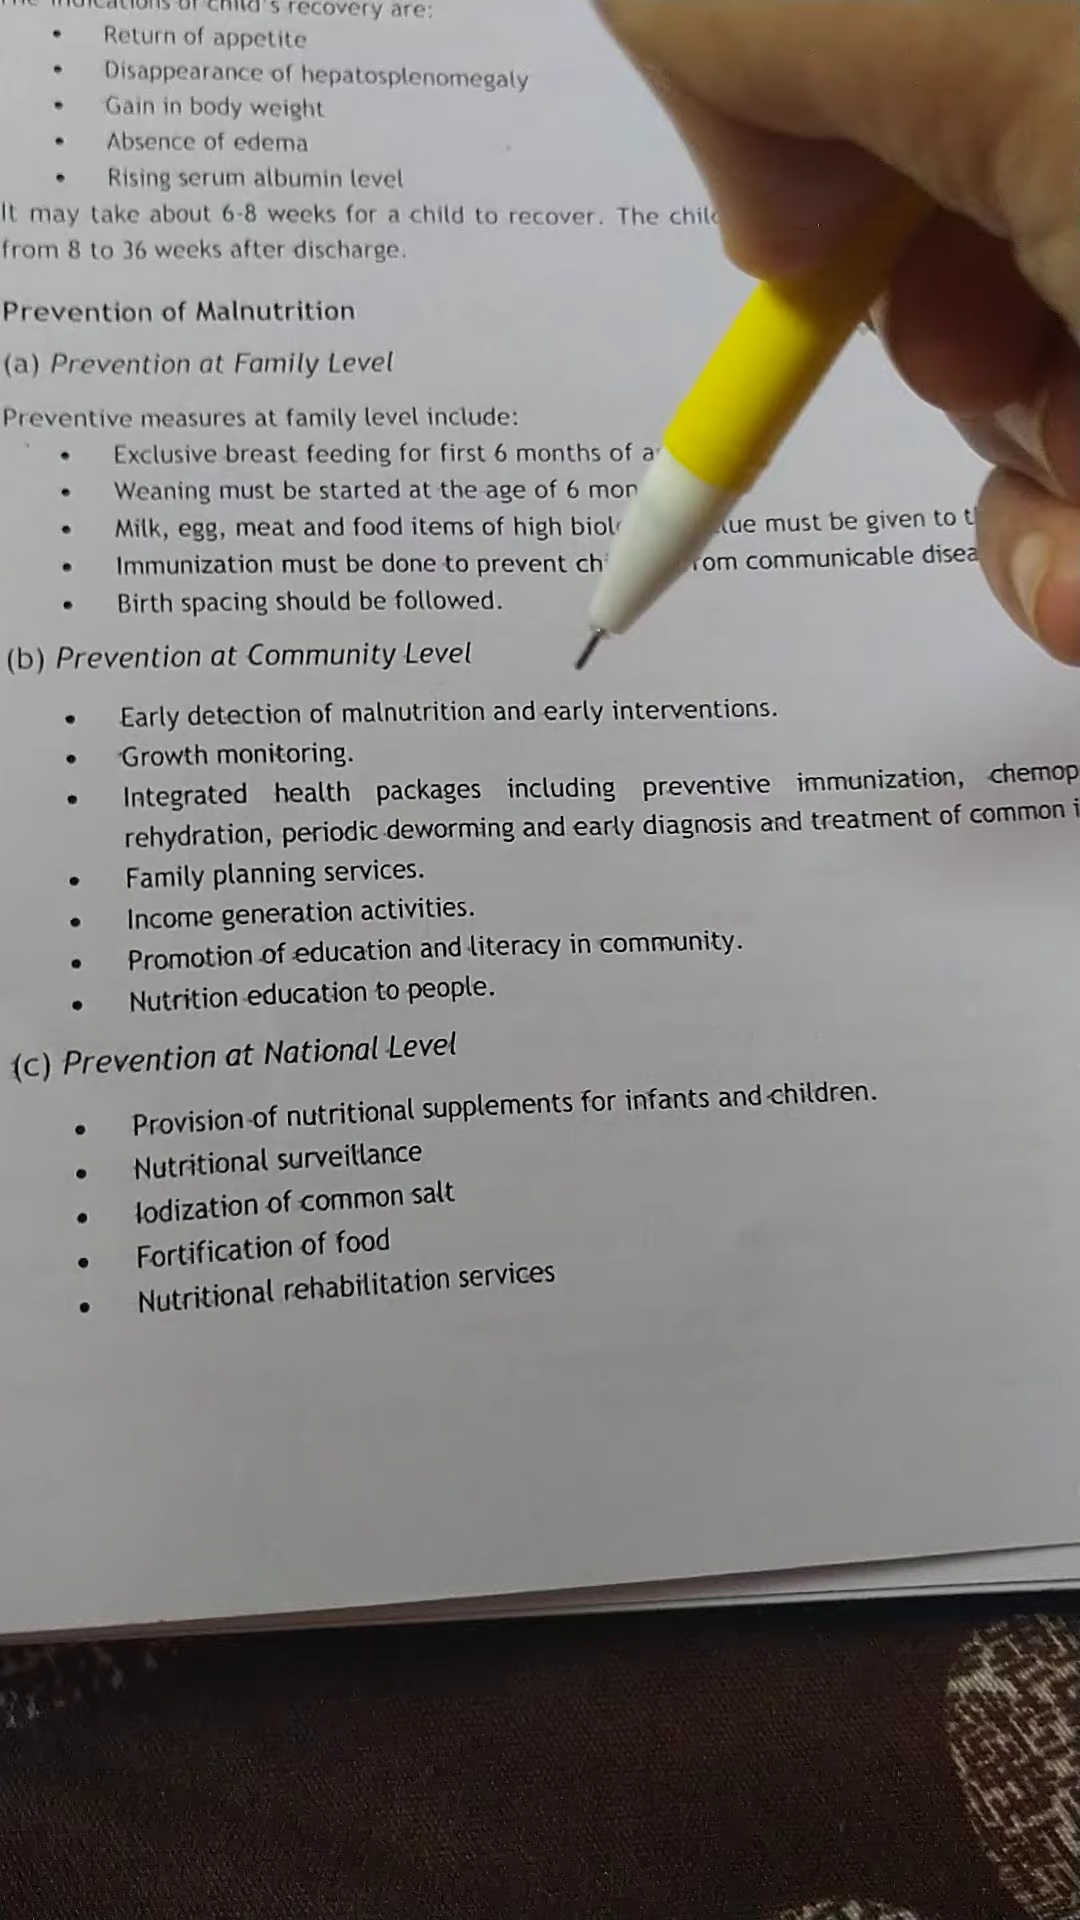 The indications of child's recovery are:
• Return of appetite
• Disappearance of hepatosplenomegaly
• Gain in body weight
• Absence of edema
• Rising serum albumin level
It may take about 6-8 weeks for a child to recover. The
from 8 to 36 weeks after discharge.
Prevention of Malnutrition
(a) Prevention at Family Level
Preventive measures at family level include:
• Exclusive breast feeding for first 6 months of
• Weaning must be started at the age of 6
• Milk, egg, meat and food items of high must be given to
• Immunization must be done to prevent communicable
• Birth spacing should be followed.
(b) Prevention at Community Level
• Early detection of malnutrition and early interventions.
• Growth monitoring.
• Integrated health packages including preventive immunization,
rehydration, periodic deworming and early diagnosis and treatment of common
• Family planning services.
• Income generation activities.
• Promotion of education and literacy in community.
• Nutrition education to people.
(c) Prevention at National Level
• Provision of nutritional supplements for infants and children.
• Nutritional surveillance
• Iodization of common salt
• Fortification of food
• Nutritional rehabilitation services